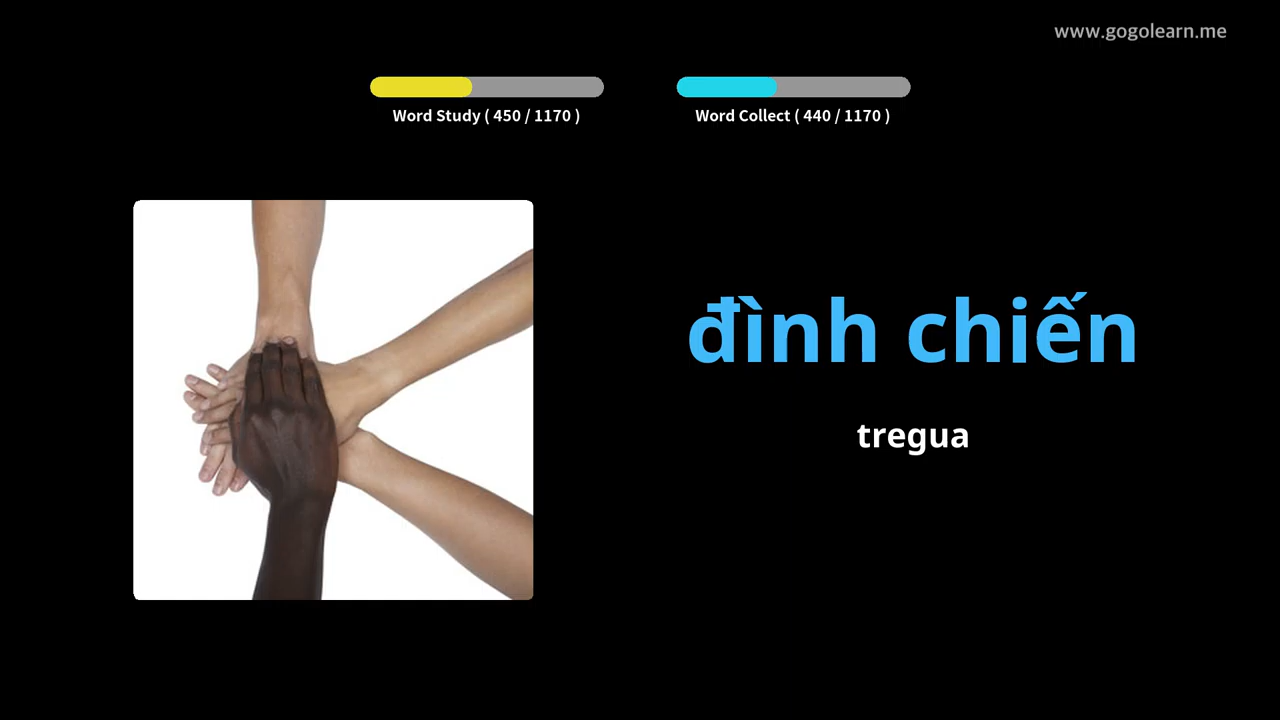 www.gogolearn.me
Word Study ( 450 / 1170 )
Word Collect ( 440 / 1170 )
đình chiến
tregua